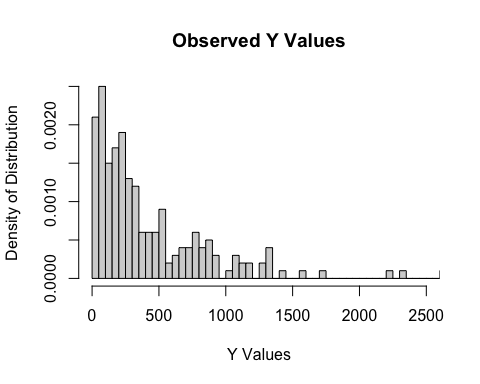 Observed Y Values
Density of Distribution
0.0020
0.0010
0.0000
0 500 1000 1500 2000 2500
Y Values